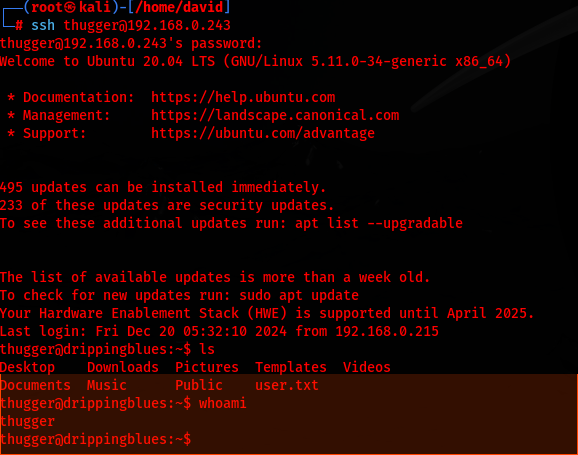 ┌──(root㉿kali)-[/home/david]
└─# ssh thugger@192.168.0.243
thugger@192.168.0.243's password:
Welcome to Ubuntu 20.04 LTS (GNU/Linux 5.11.0-34-generic x86_64)
* Documentation:  https://help.ubuntu.com
* Management:     https://landscape.canonical.com
* Support:        https://ubuntu.com/advantage
495 updates can be installed immediately.
233 of these updates are security updates.
To see these additional updates run: apt list --upgradable
The list of available updates is more than a week old.
To check for new updates run: sudo apt update
Your Hardware Enablement Stack (HWE) is supported until April 2025.
Last login: Fri Dec 20 05:32:10 2024 from 192.168.0.215
thugger@drippingblues:~$ ls
Desktop    Downloads  Pictures  Templates  Videos
Documents  Music      Public    user.txt
thugger@drippingblues:~$ whoami
thugger
thugger@drippingblues:~$